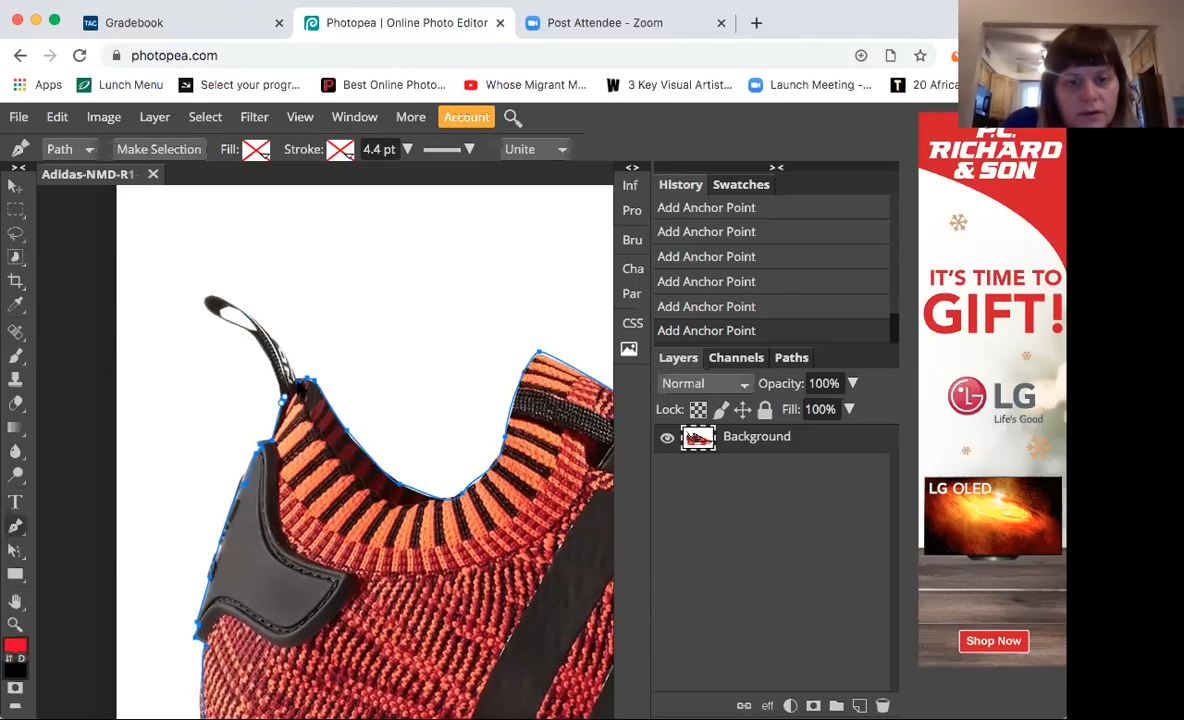 Gradebook
Photopea | Online Photo Editor
Post Attendee - Zoom
photopea.com
Apps
Lunch Menu
Select your progr...
Best Online Photo...
Whose Migrant M...
3 Key Visual Artist...
Launch Meeting -...
20 Africa
File Edit Image Layer Select Filter View Window More Account
Path Make Selection Fill: Stroke: 4.4 pt Unite
Adidas-NMD-R1-
Inf
Pro
Bru
Cha
Par
CSS
History Swatches
Add Anchor Point
Add Anchor Point
Add Anchor Point
Add Anchor Point
Add Anchor Point
Add Anchor Point
Layers Channels Paths
Normal Opacity: 100%
Lock: Fill: 100%
Background
eff
P.C.
RICHARD
& SON
IT'S TIME TO
GIFT!
LG
Life's Good
LG OLED
Shop Now